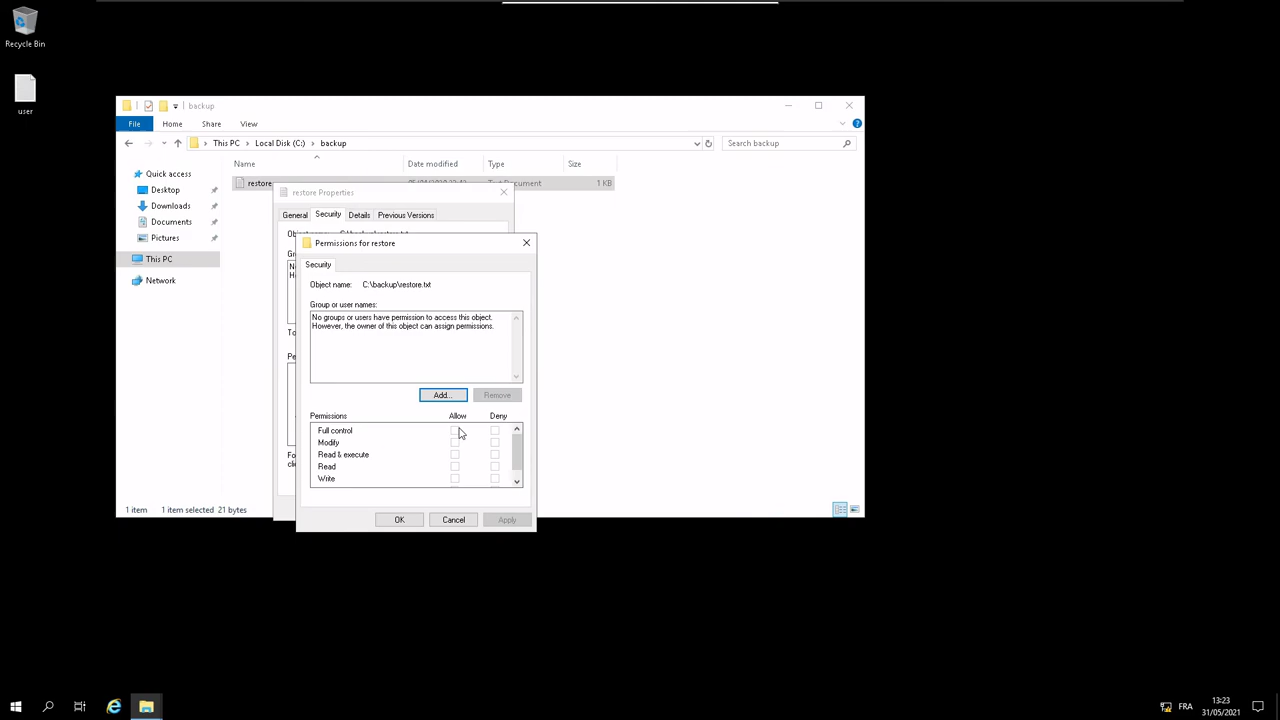 Recycle Bin
user
backup
File Home Share View
This PC Local Disk (C:) backup
Search backup
Name Date modified Type Size
restore Document 1 KB
Quick access
Desktop
Downloads
Documents
Pictures
This PC
Network
1 item 1 item selected 21 bytes
restore Properties
General Security Details Previous Versions
Permissions for restore
Security
Object name: C:\backup\restore.txt
Group or user names:
No groups or users have permission to access this object.
However, the owner of this object can assign permissions.
Add... Remove
Permissions Allow Deny
Full control
Modify
Read & execute
Read
Write
OK Cancel Apply
FRA
13:23
31/05/2021